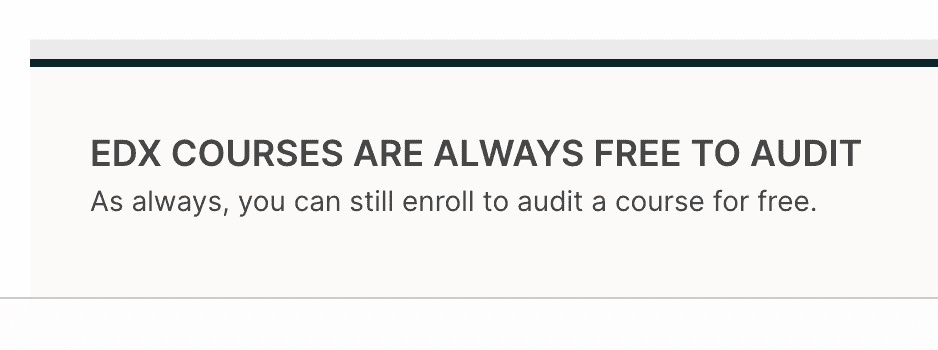 EDX COURSES ARE ALWAYS FREE TO AUDIT
As always, you can still enroll to audit a course for free.